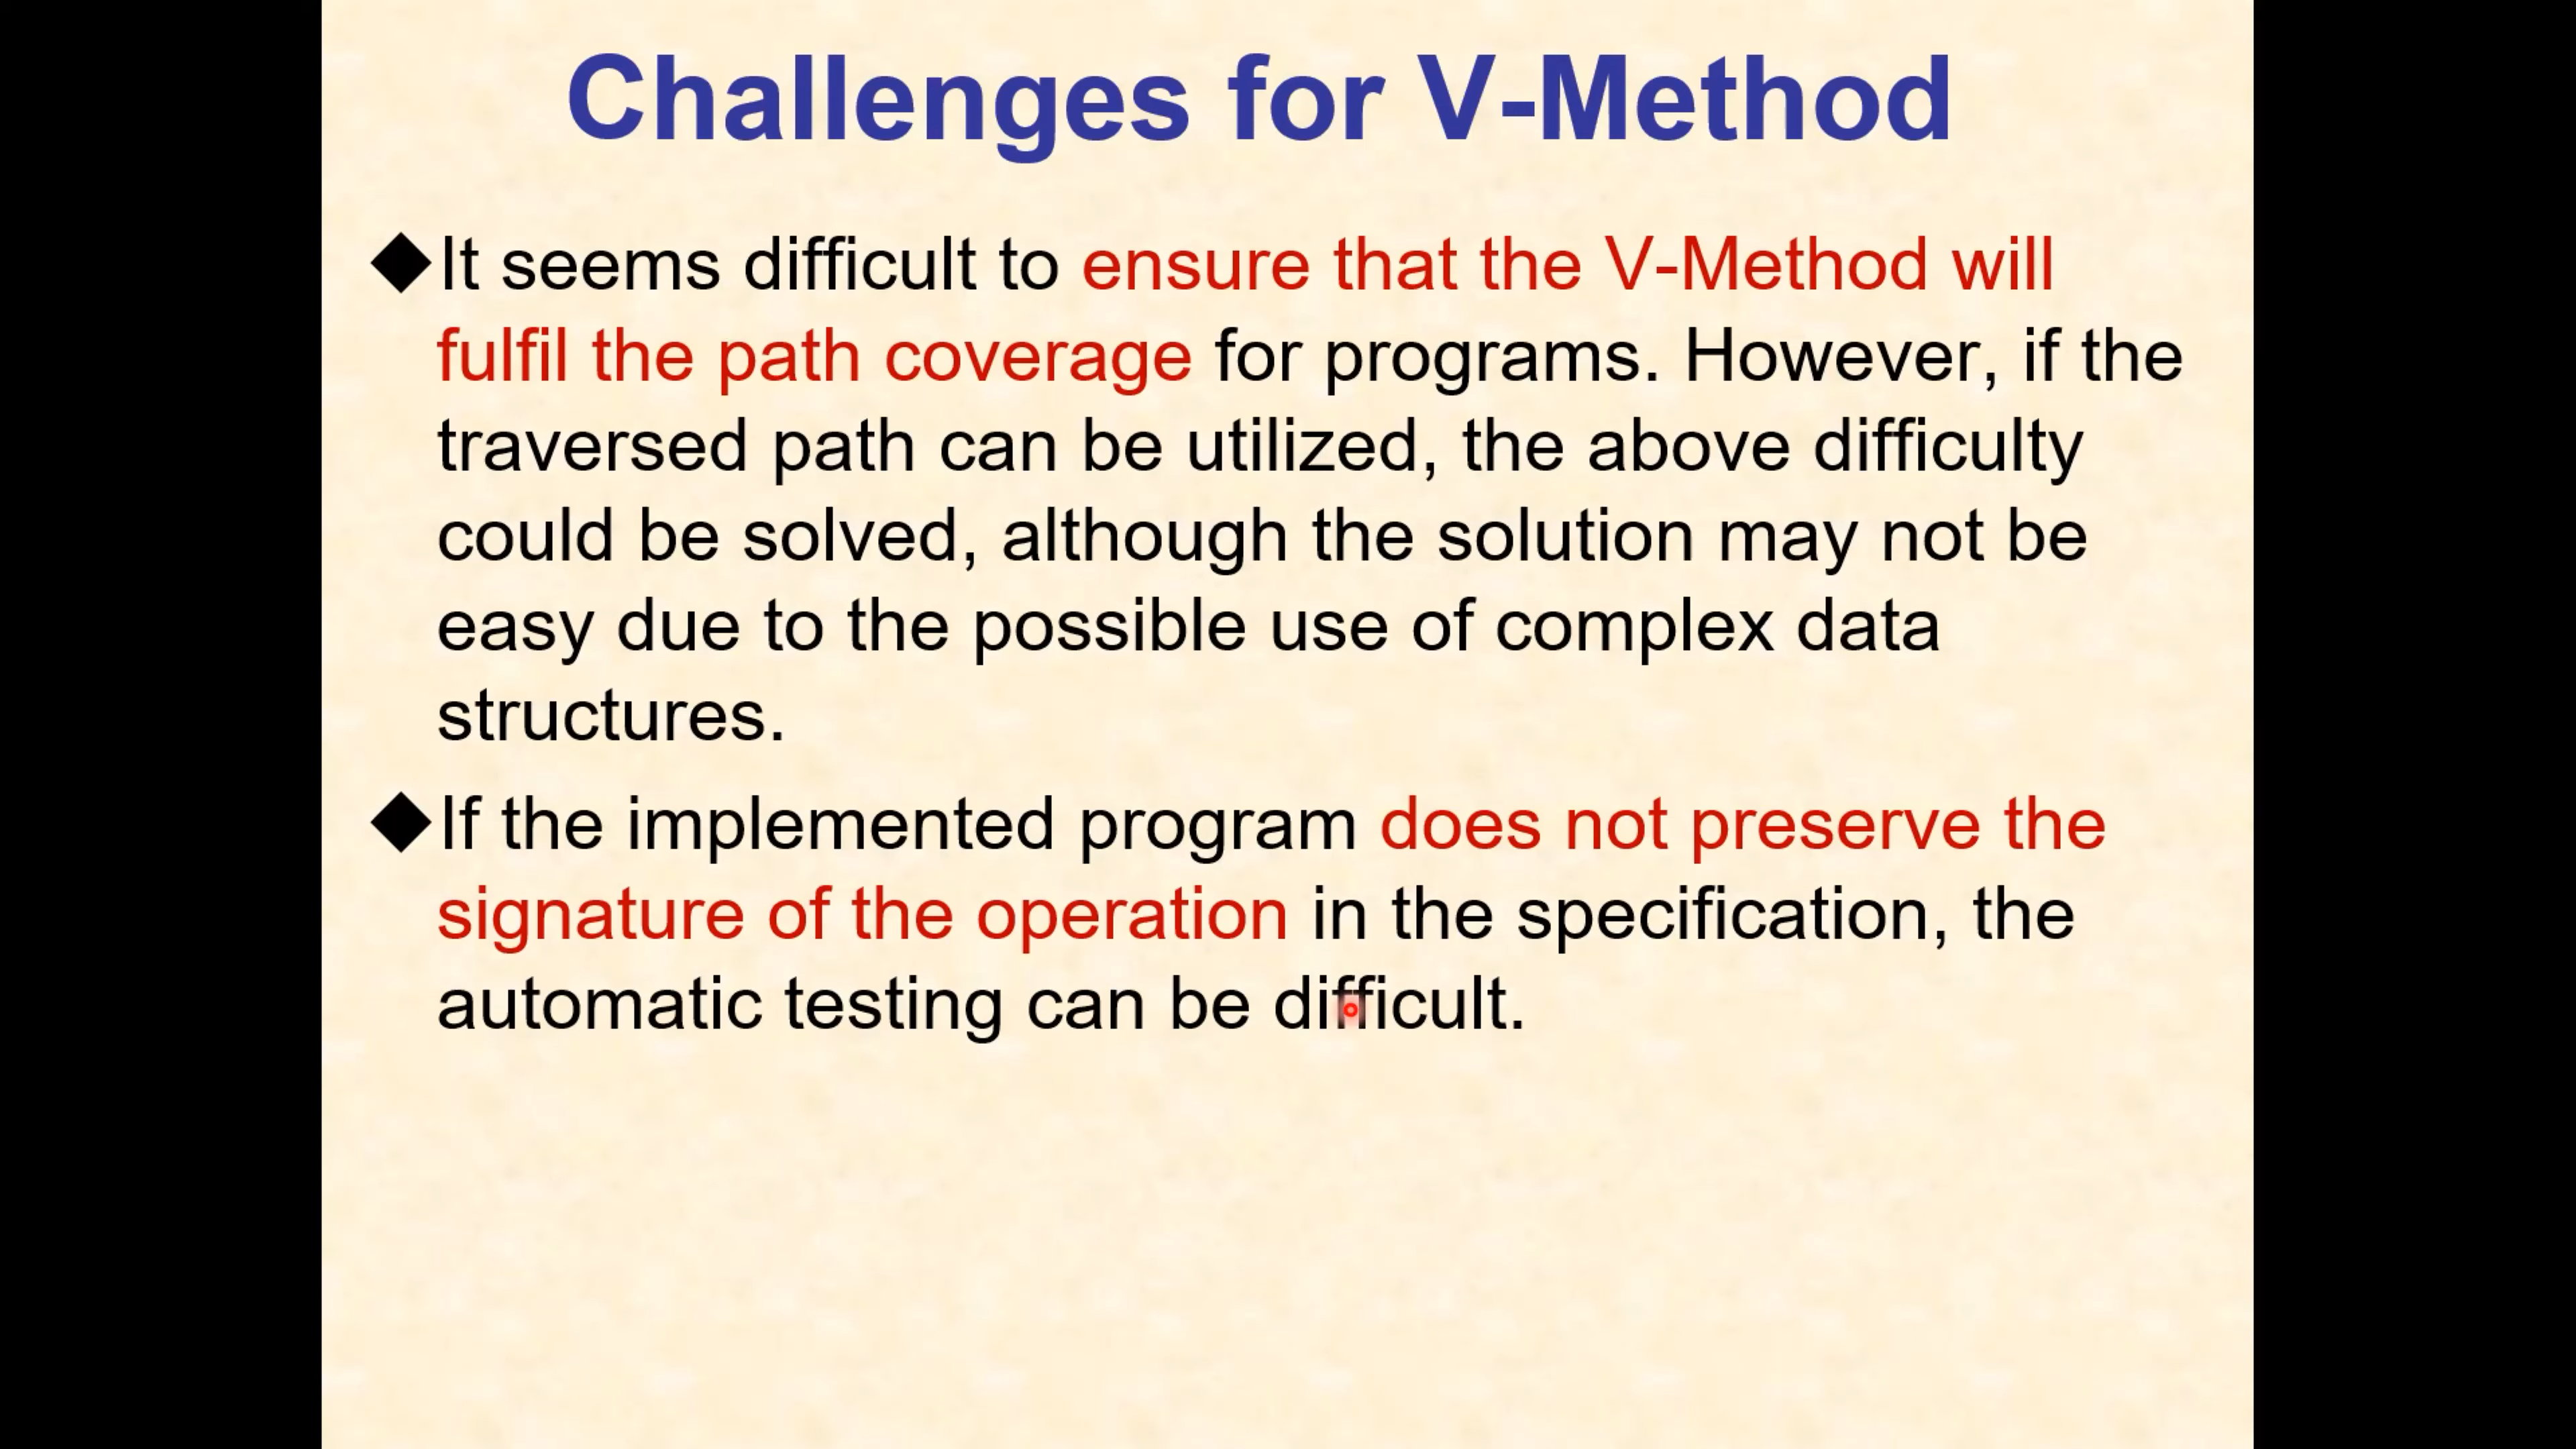 Challenges for V-Method
◆It seems difficult to ensure that the V-Method will
fulfil the path coverage for programs. However, if the
traversed path can be utilized, the above difficulty
could be solved, although the solution may not be
easy due to the possible use of complex data
structures.
◆If the implemented program does not preserve the
signature of the operation in the specification, the
automatic testing can be difficult.